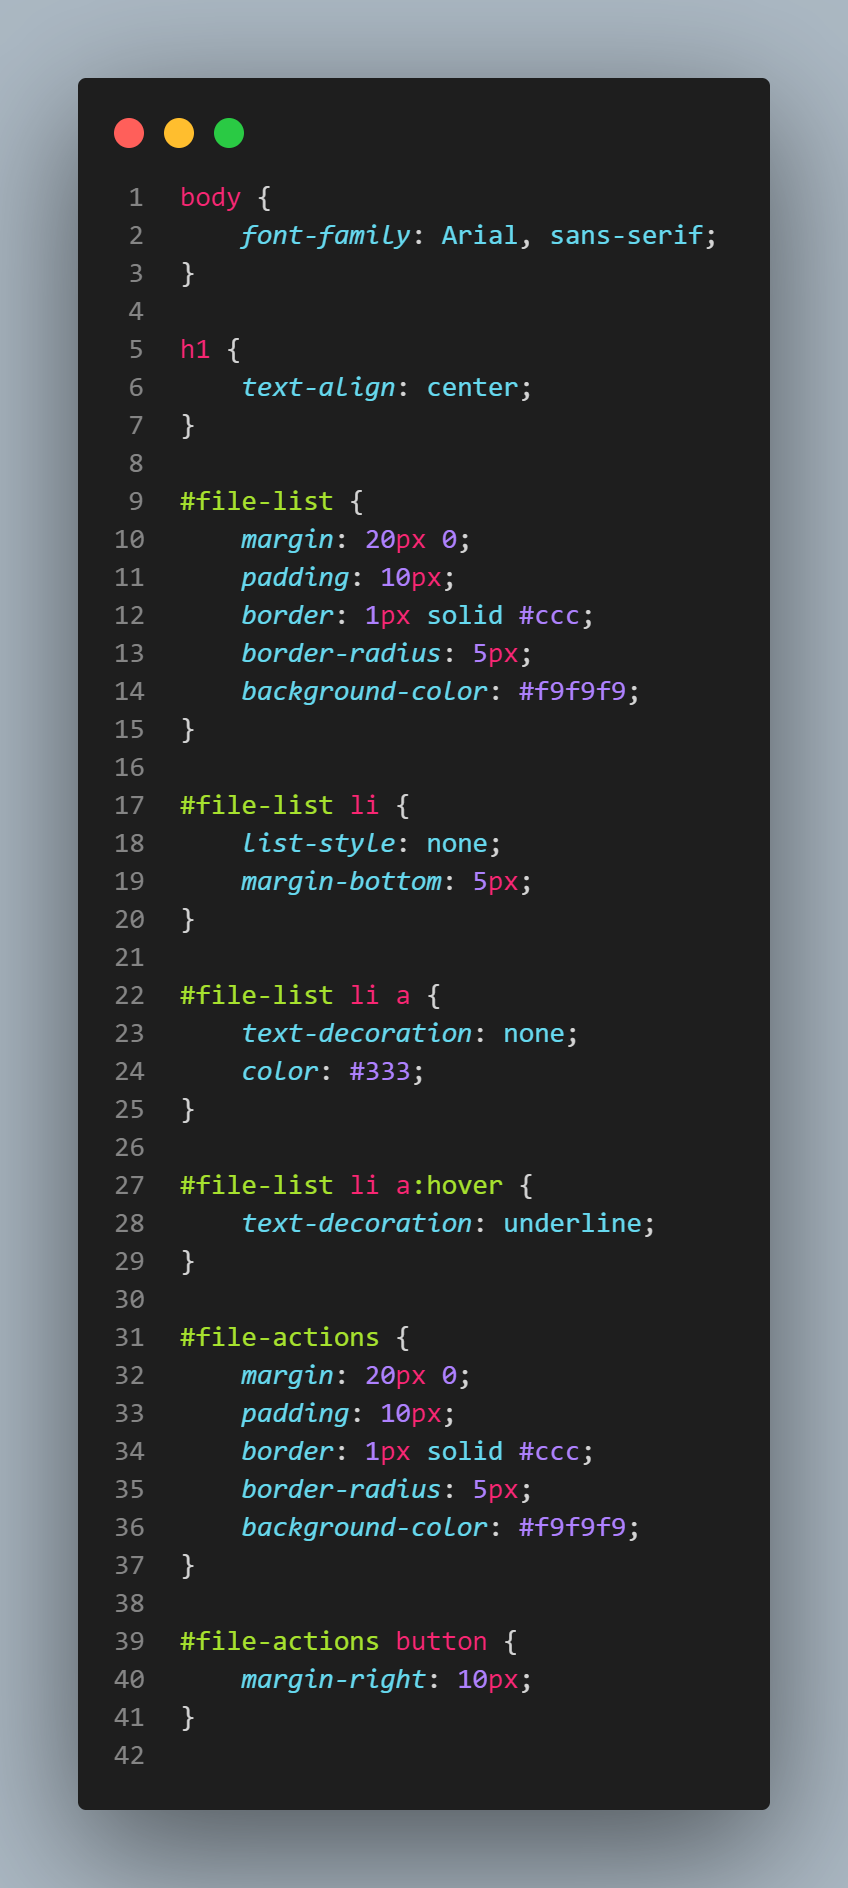 1 body {
2     font-family: Arial, sans-serif;
3 }
4
5 h1 {
6     text-align: center;
7 }
8
9 #file-list {
10     margin: 20px 0;
11     padding: 10px;
12     border: 1px solid #ccc;
13     border-radius: 5px;
14     background-color: #f9f9f9;
15 }
16
17 #file-list li {
18     list-style: none;
19     margin-bottom: 5px;
20 }
21
22 #file-list li a {
23     text-decoration: none;
24     color: #333;
25 }
26
27 #file-list li a:hover {
28     text-decoration: underline;
29 }
30
31 #file-actions {
32     margin: 20px 0;
33     padding: 10px;
34     border: 1px solid #ccc;
35     border-radius: 5px;
36     background-color: #f9f9f9;
37 }
38
39 #file-actions button {
40     margin-right: 10px;
41 }
42